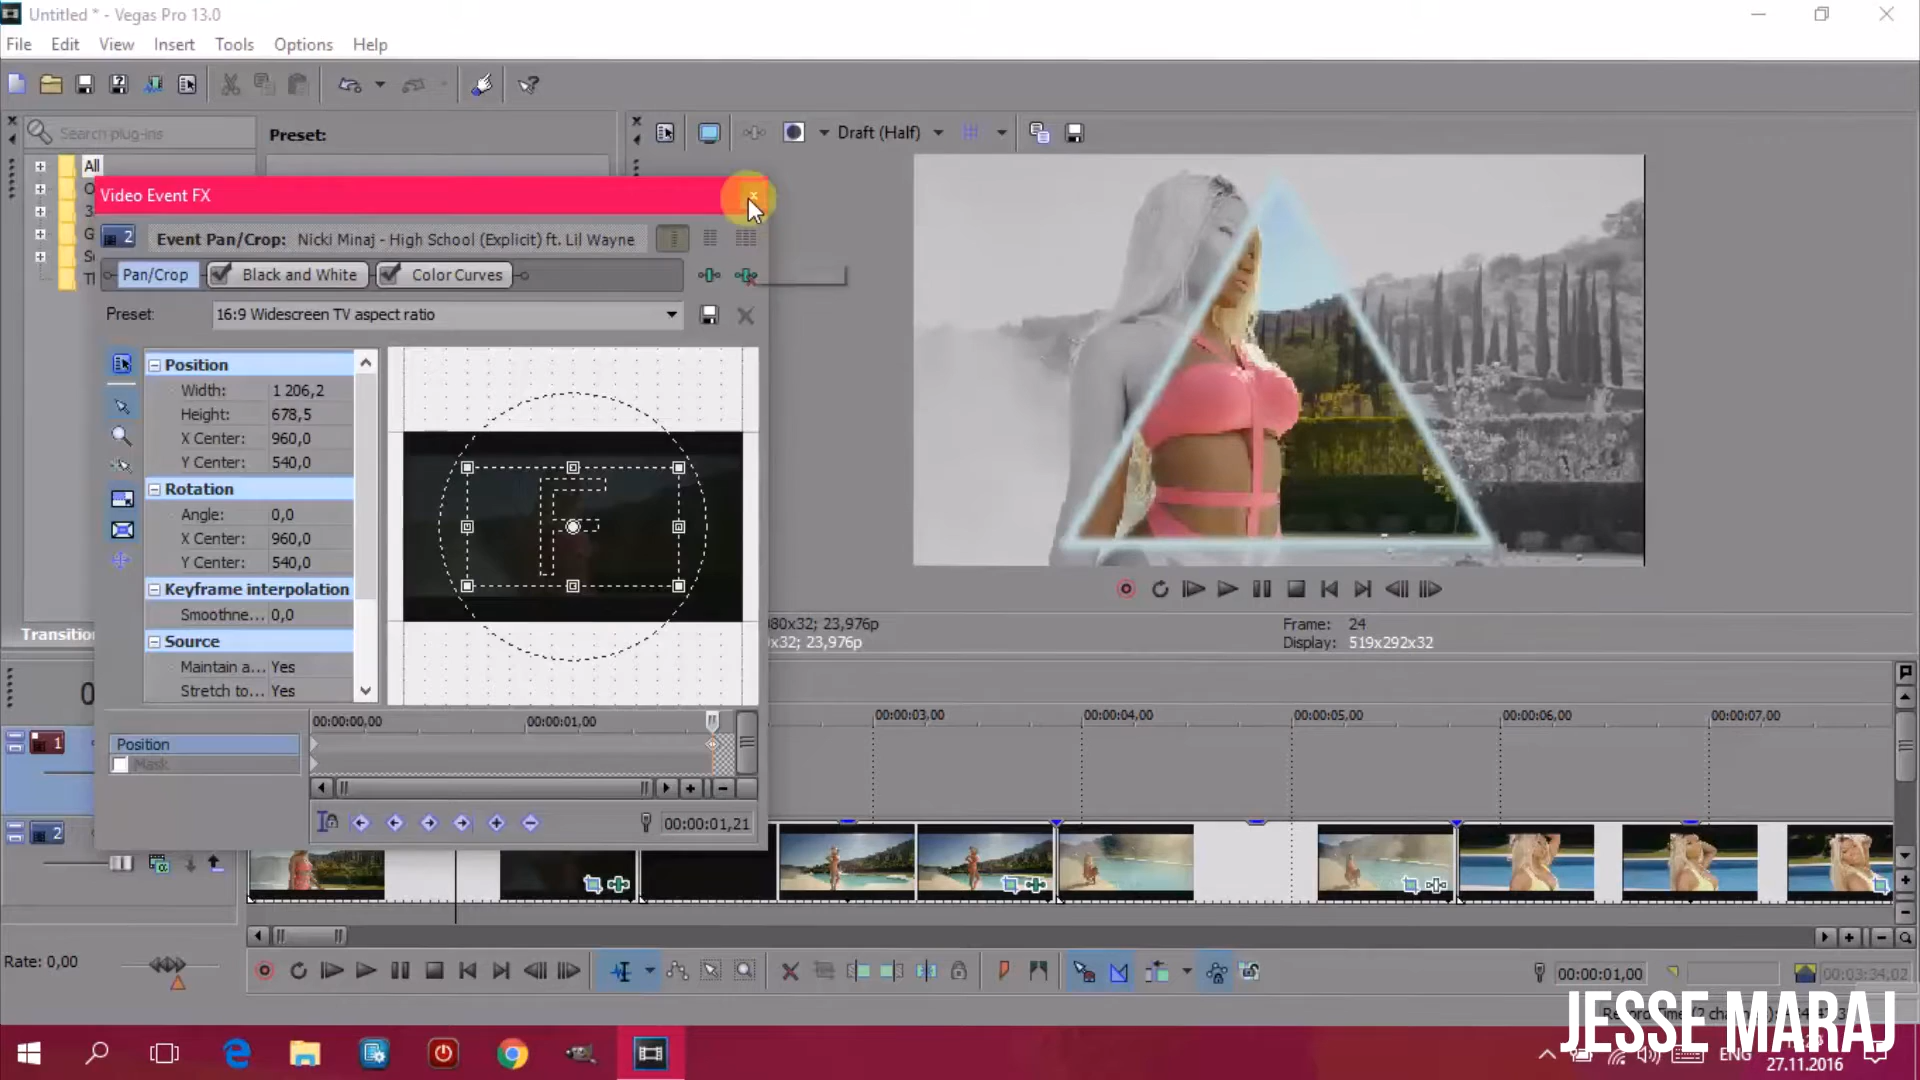 Untitled * - Vegas Pro 13.0
File Edit View Insert Tools Options Help
Search plug-ins
Preset:
Draft (Half)
All
Video Event FX
2 Event Pan/Crop: Nicki Minaj - High School (Explicit) ft. Lil Wayne
Pan/Crop Black and White Color Curves
Preset: 16:9 Widescreen TV aspect ratio
Position
Width: 1 206,2
Height: 678,5
X Center: 960,0
Y Center: 540,0
Rotation
Angle: 0,0
X Center: 960,0
Y Center: 540,0
Keyframe interpolation
Smoothne... 0,0
Source
Maintain a... Yes
Stretch to... Yes
80x32; 23,976p
x32; 23,976p
Frame: 24
Display: 519x292x32
Transition
00:00:00,00 00:00:01,00
Position
Mask
00:00:01,21
00:00:03,00 00:00:04,00 00:00:05,00 00:00:06,00 00:00:07,00
1
2
Rate: 0,00
00:00:01,00
00:03:34,02
JESSE MARAJ
ENG
27.11.2016